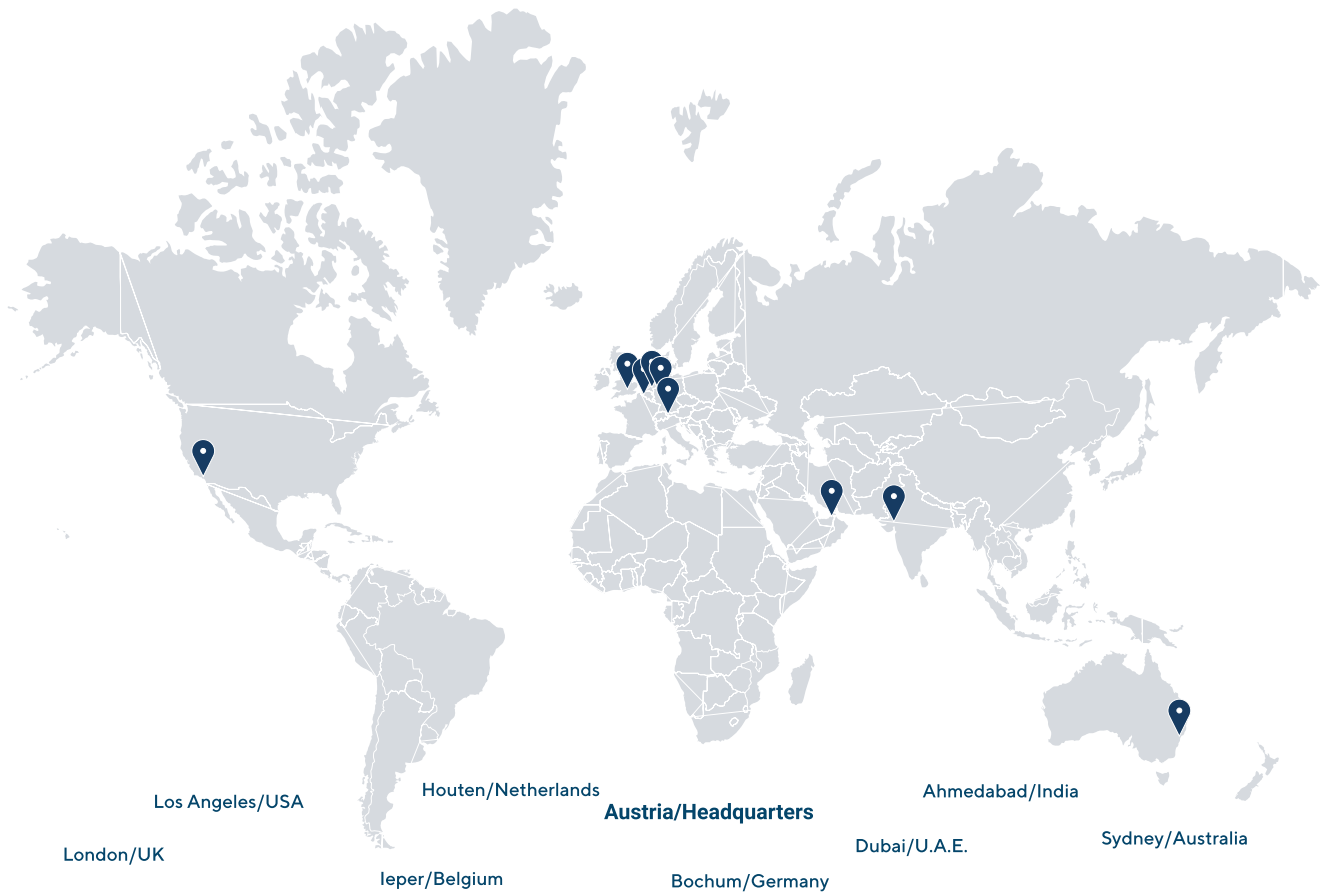 Houten/Netherlands
Ahmedabad/India
Los Angeles/USA
Austria/Headquarters
Sydney/Australia
Dubai/U.A.E.
London/UK
Ieper/Belgium
Bochum/Germany